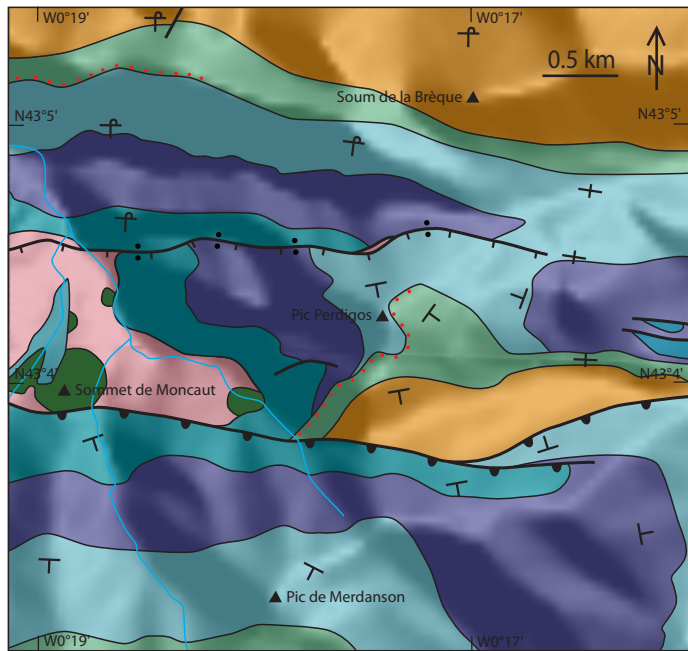 W0°19'
W0°17'
0.5 km
N
Soum de la Brèque
N43°5'
N43°5'
Pic Perdigos
N43°4'
N43°4'
Sommet de Moncaut
Pic de Merdanson
W0°19'
W0°17'